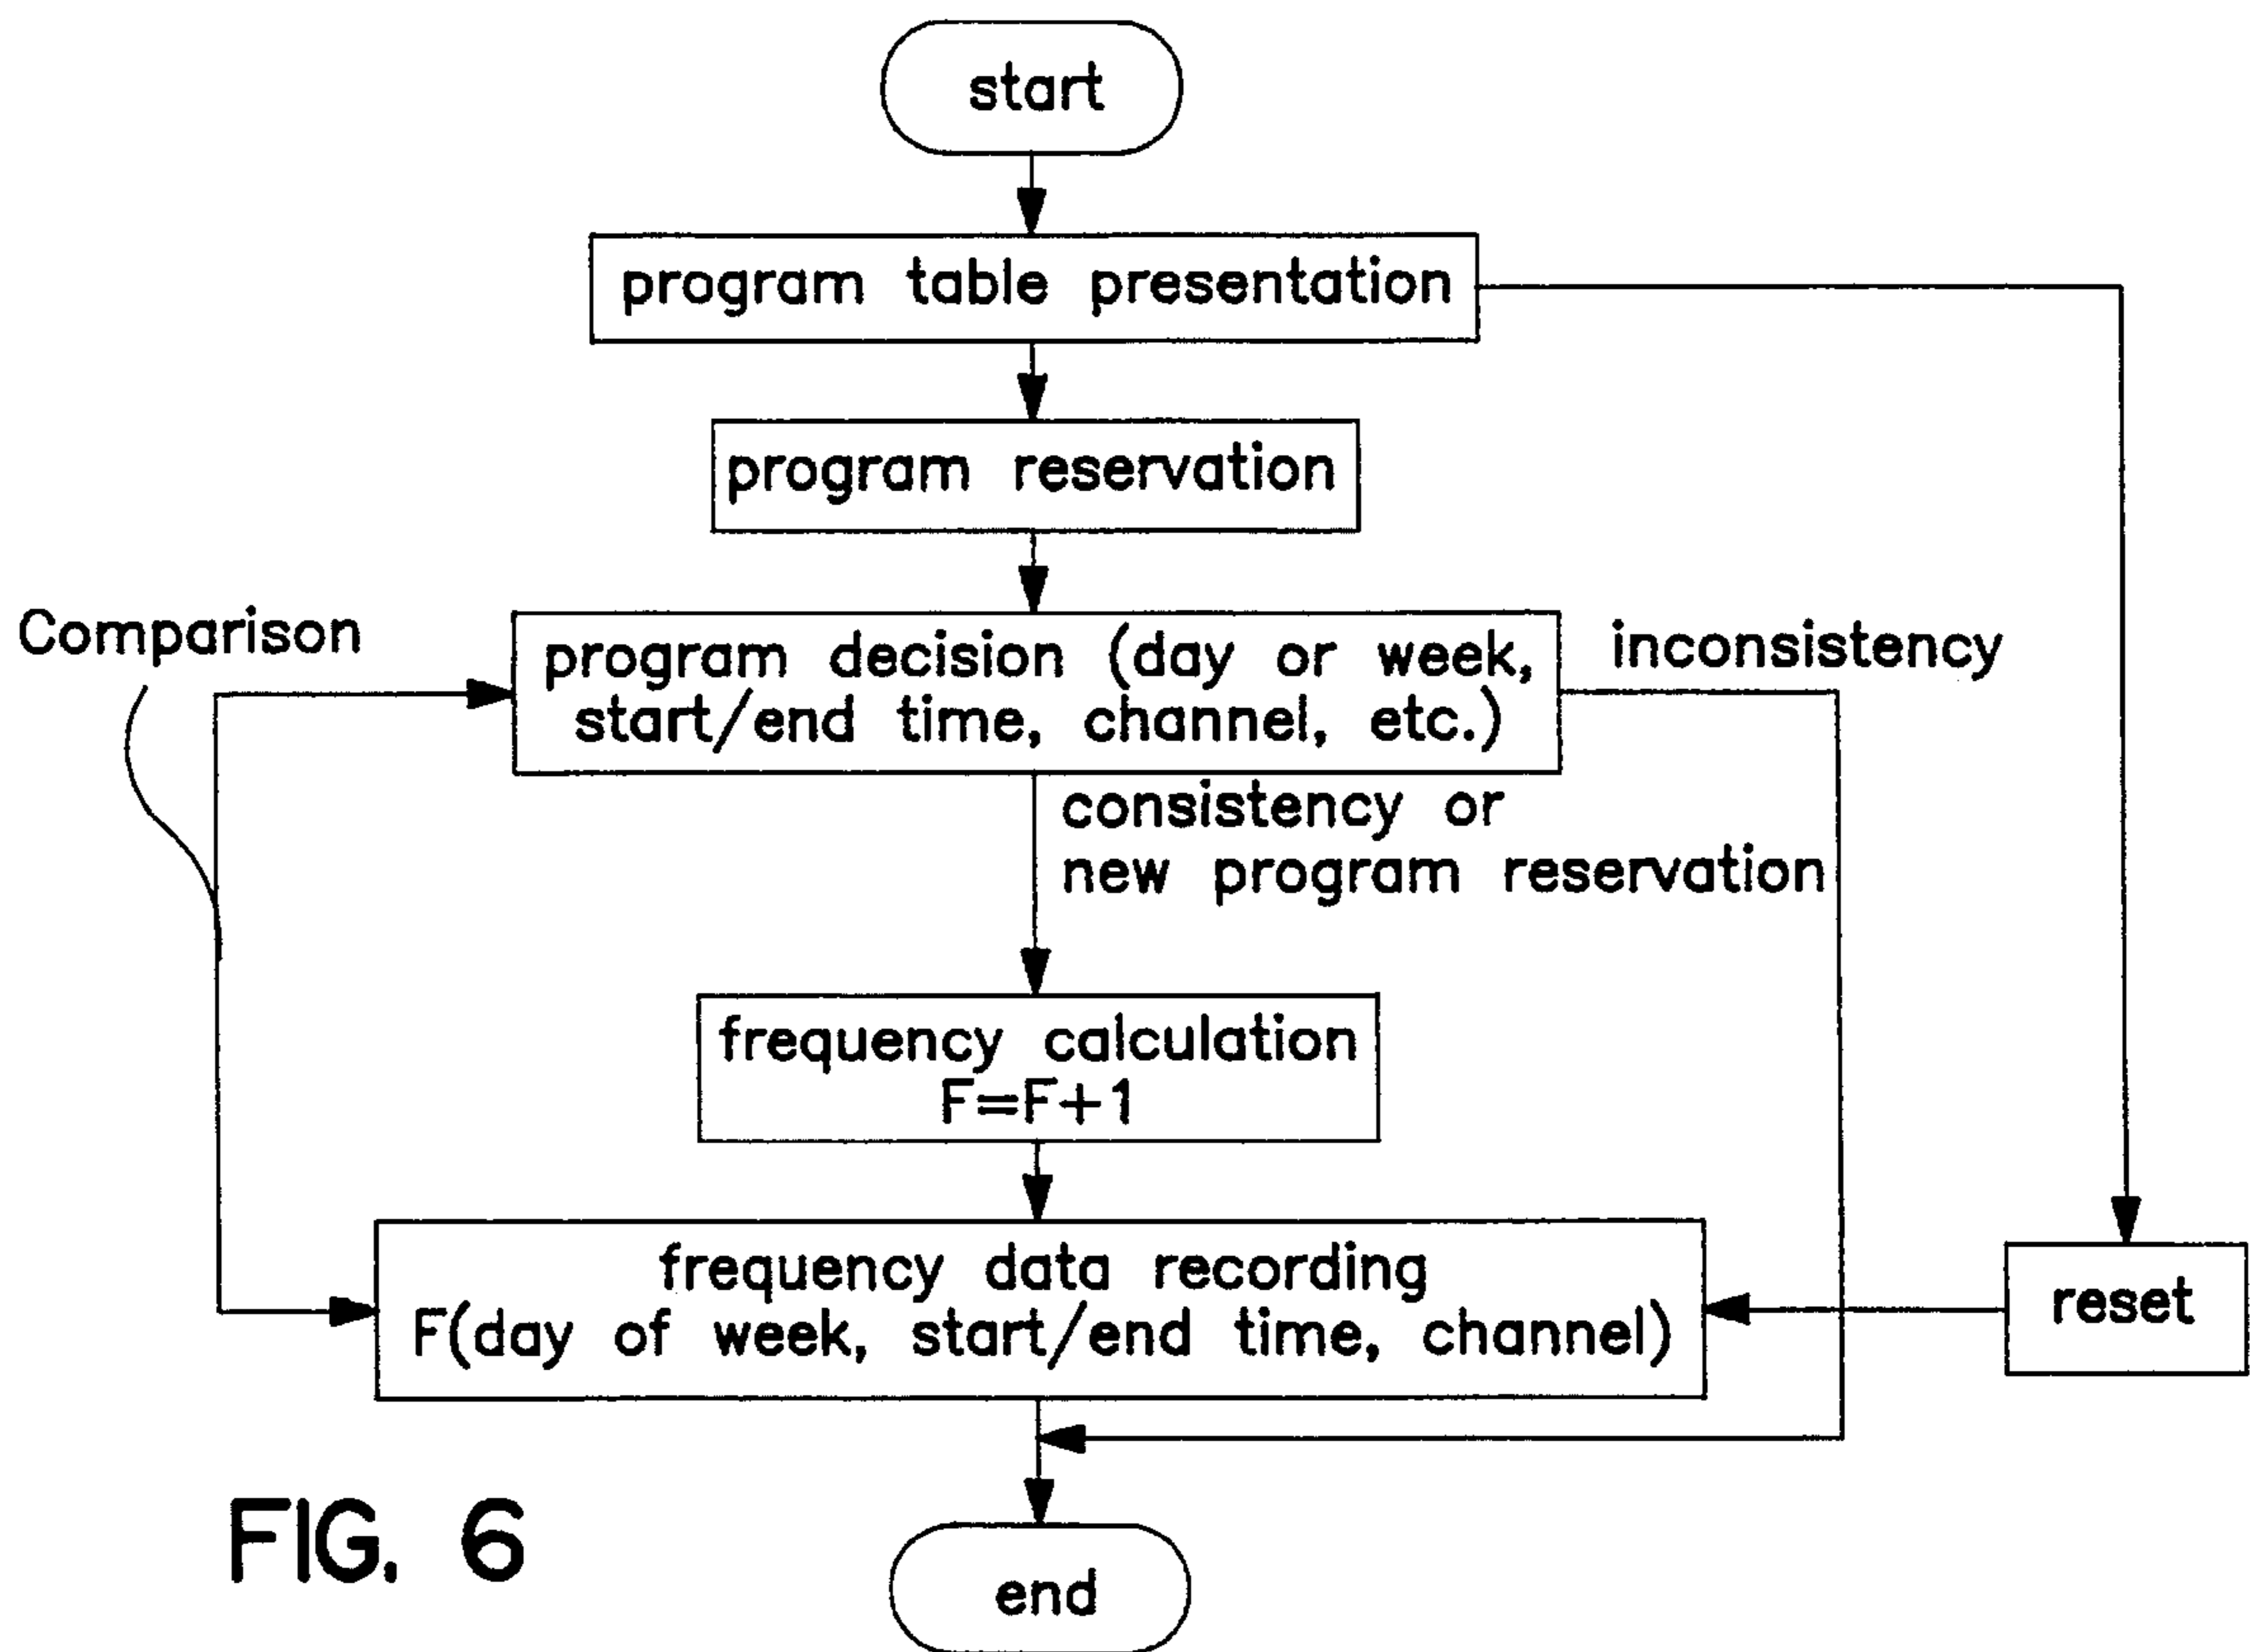 start
program table presentation
program reservation
Comparison
program decision (day or week,
start/end time, channel, etc.)
inconsistency
consistency or
new program reservation
frequency calculation
F=F+1
frequency data recording
F(day of week, start/end time, channel)
reset
FIG. 6
end